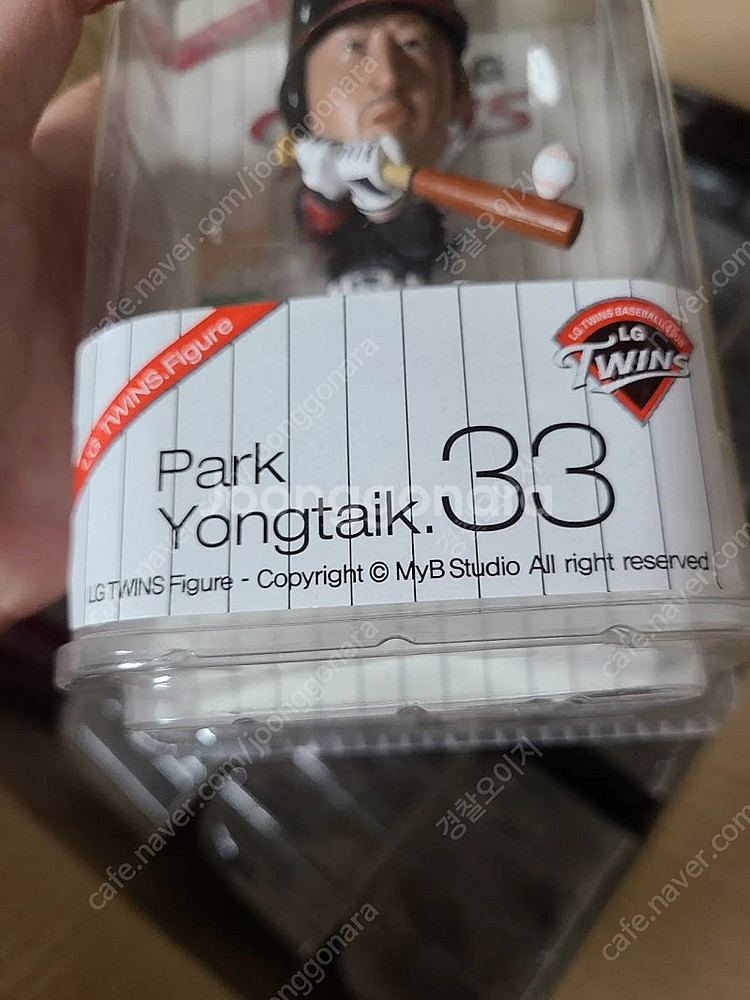 LG TWINS Figure
LG TWINS BASEBALL CLUB
LG
TWINS
Park
Yongtaik.33
LG TWINS Figure - Copyright © MyB Studio All right reserved
joonggonara
cafe.naver.com/joonggonara
경찰오이지